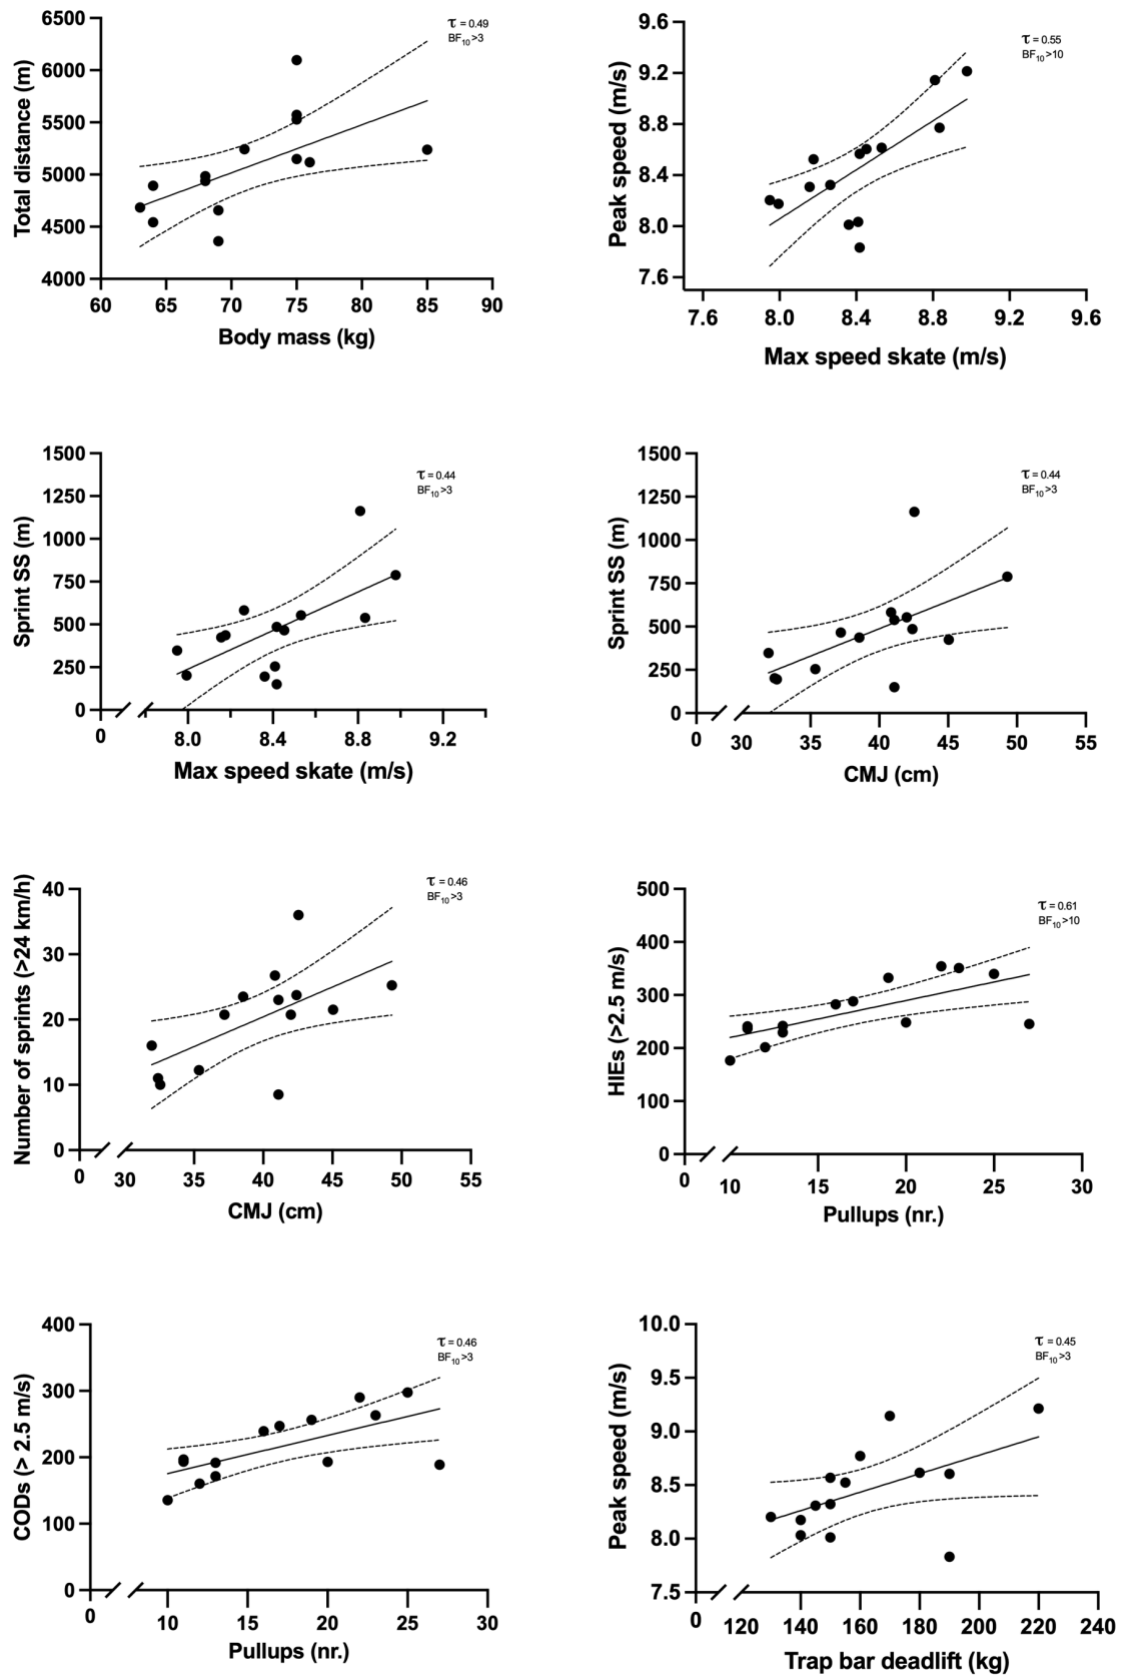 6500
6000
5500
5000
4500
4000
Total distance (m)
60 65 70 75 80 85 90
Body mass (kg)
τ = 0.49
BF10 >3
9.6
9.2
8.8
8.4
8.0
7.6
Peak speed (m/s)
7.6 8.0 8.4 8.8 9.2 9.6
Max speed skate (m/s)
τ = 0.55
BF10 >10
1500
1250
1000
750
500
250
0
Sprint SS (m)
0 8.0 8.4 8.8 9.2
Max speed skate (m/s)
τ = 0.44
BF10 >3
1500
1250
1000
750
500
250
0
Sprint SS (m)
0 30 35 40 45 50 55
CMJ (cm)
τ = 0.44
BF10 >3
40
30
20
10
0
Number of sprints (>24 km/h)
0 30 35 40 45 50 55
CMJ (cm)
τ = 0.46
BF10 >3
500
400
300
200
100
0
HIEs (>2.5 m/s)
0 10 15 20 25 30
Pullups (nr.)
τ = 0.61
BF10 >10
400
300
200
100
0
CODs (> 2.5 m/s)
0 10 15 20 25 30
Pullups (nr.)
τ = 0.46
BF10 >3
10.0
9.5
9.0
8.5
8.0
7.5
Peak speed (m/s)
0 120 140 160 180 200 220 240
Trap bar deadlift (kg)
τ = 0.45
BF10 >3